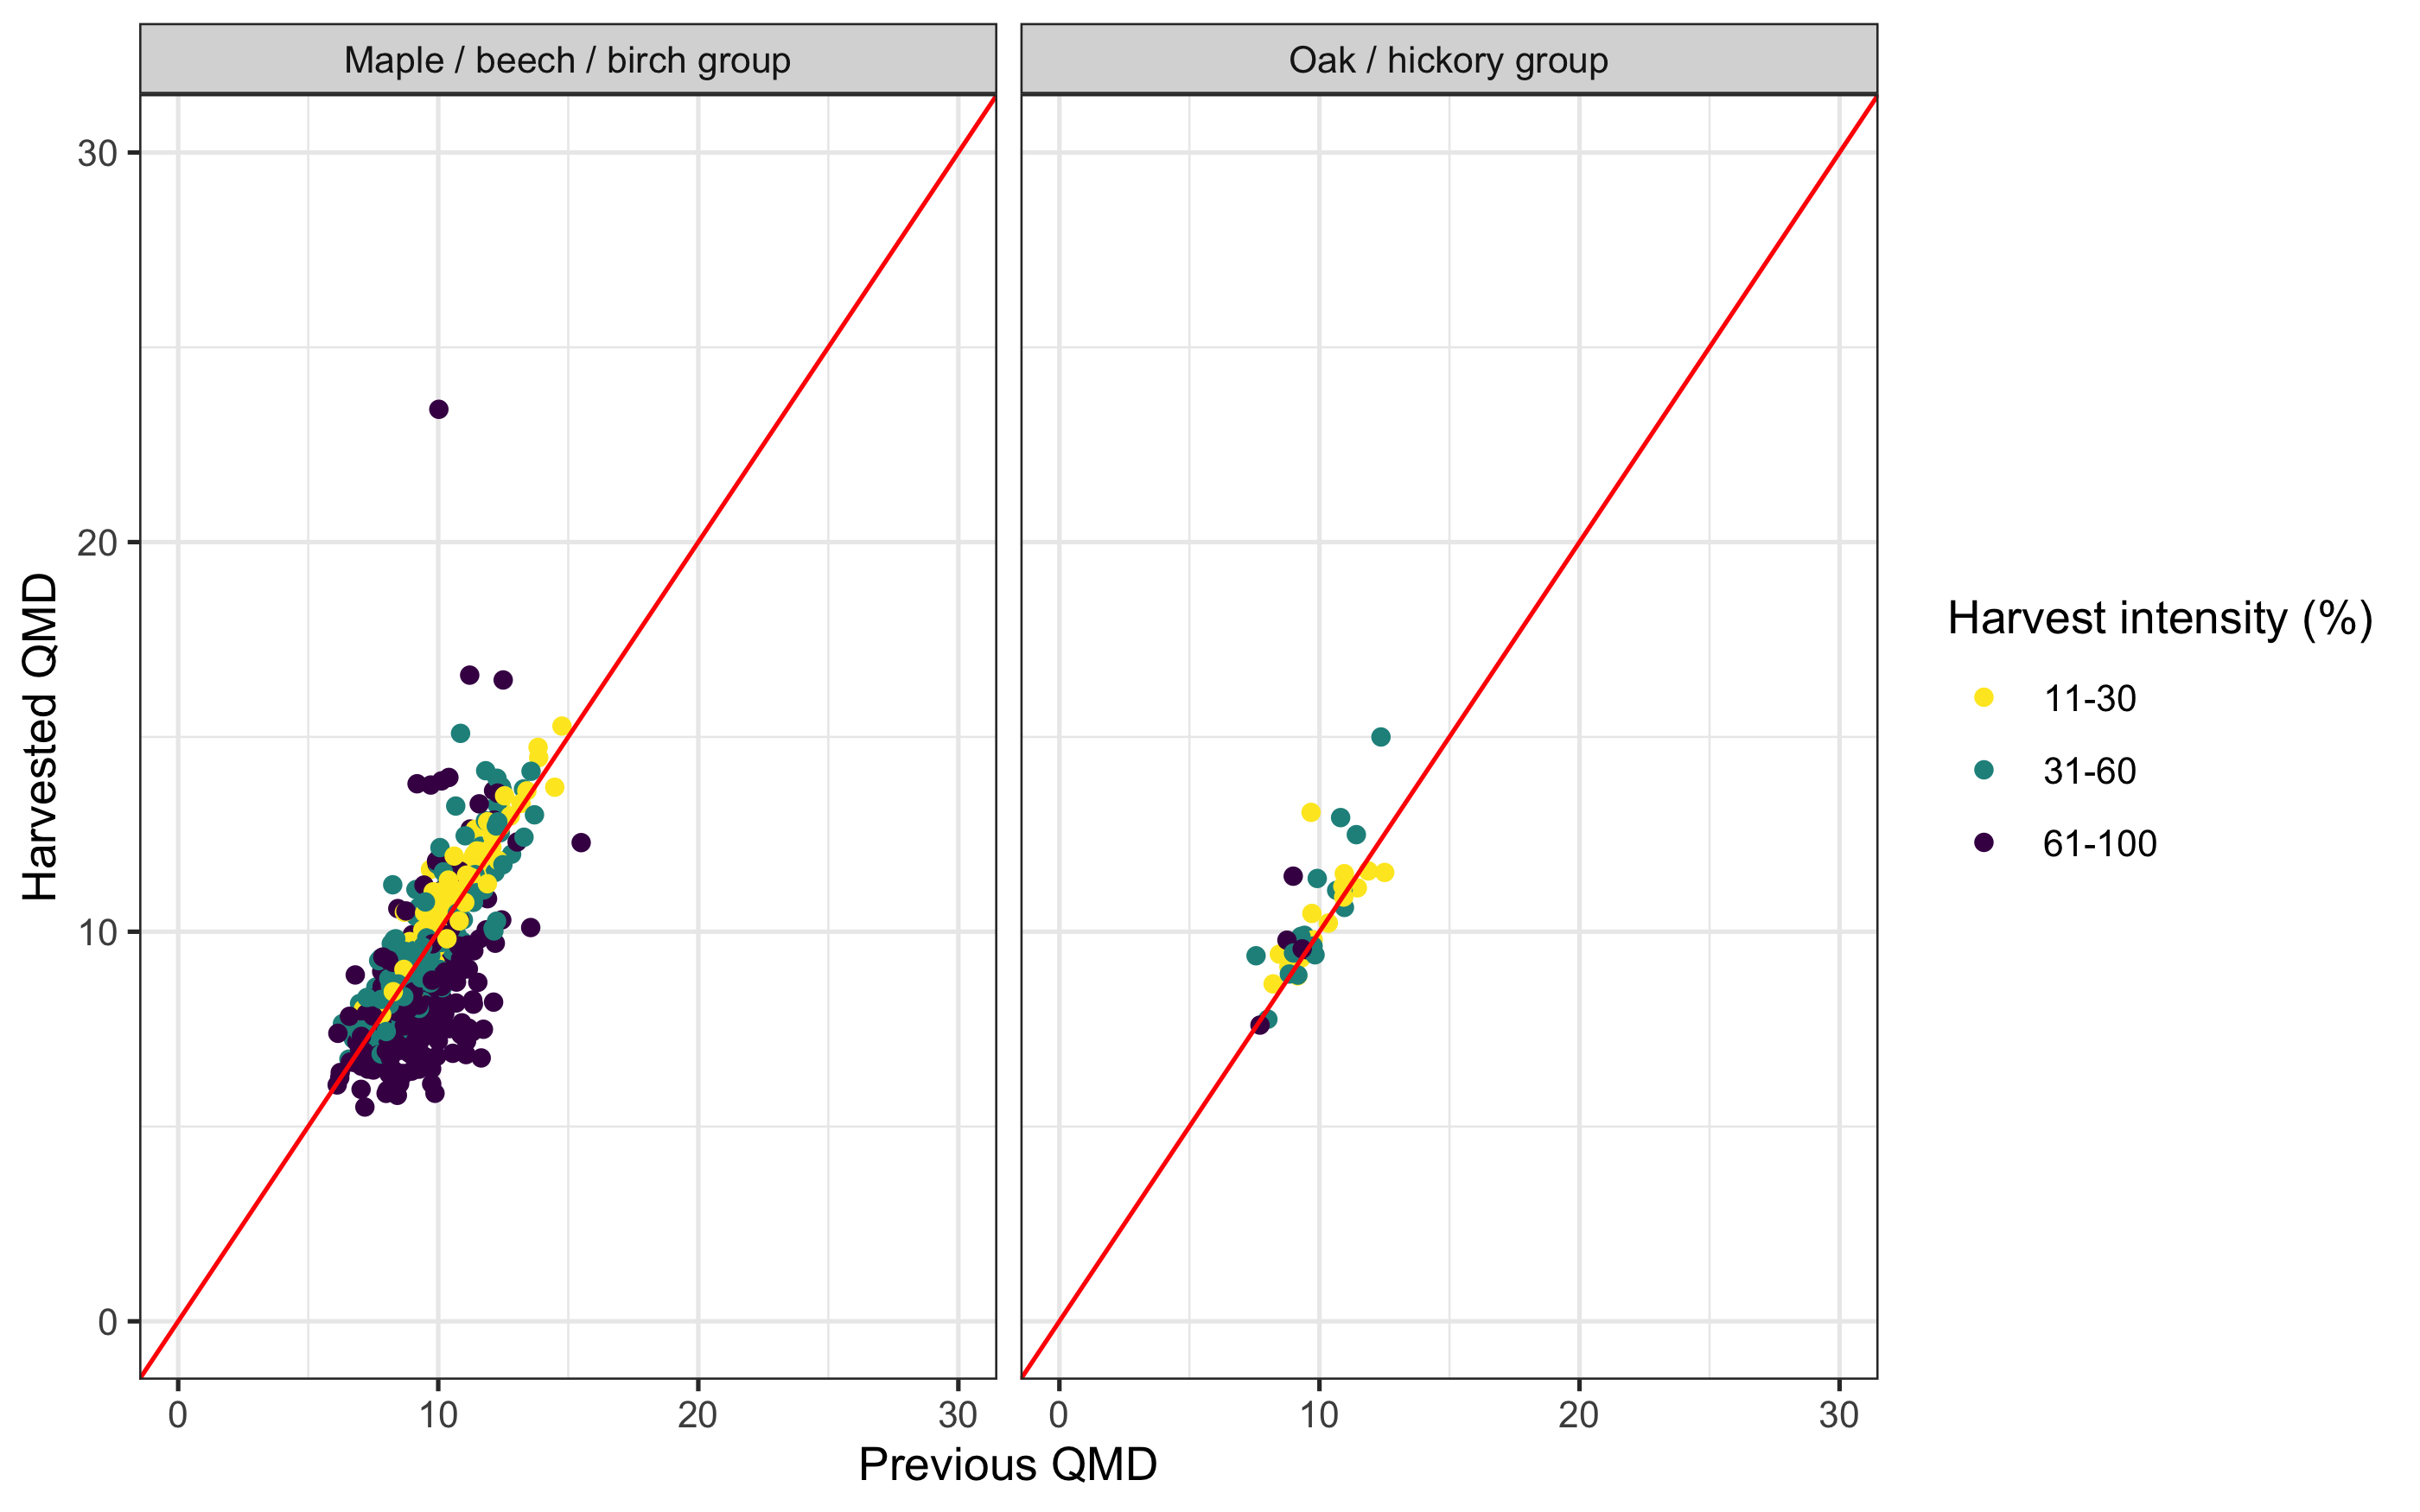 Maple / beech / birch group
Oak / hickory group
30
20
10
0
Harvested QMD
0 10 20 30
0 10 20 30
Previous QMD
Harvest intensity (%)
11-30
31-60
61-100